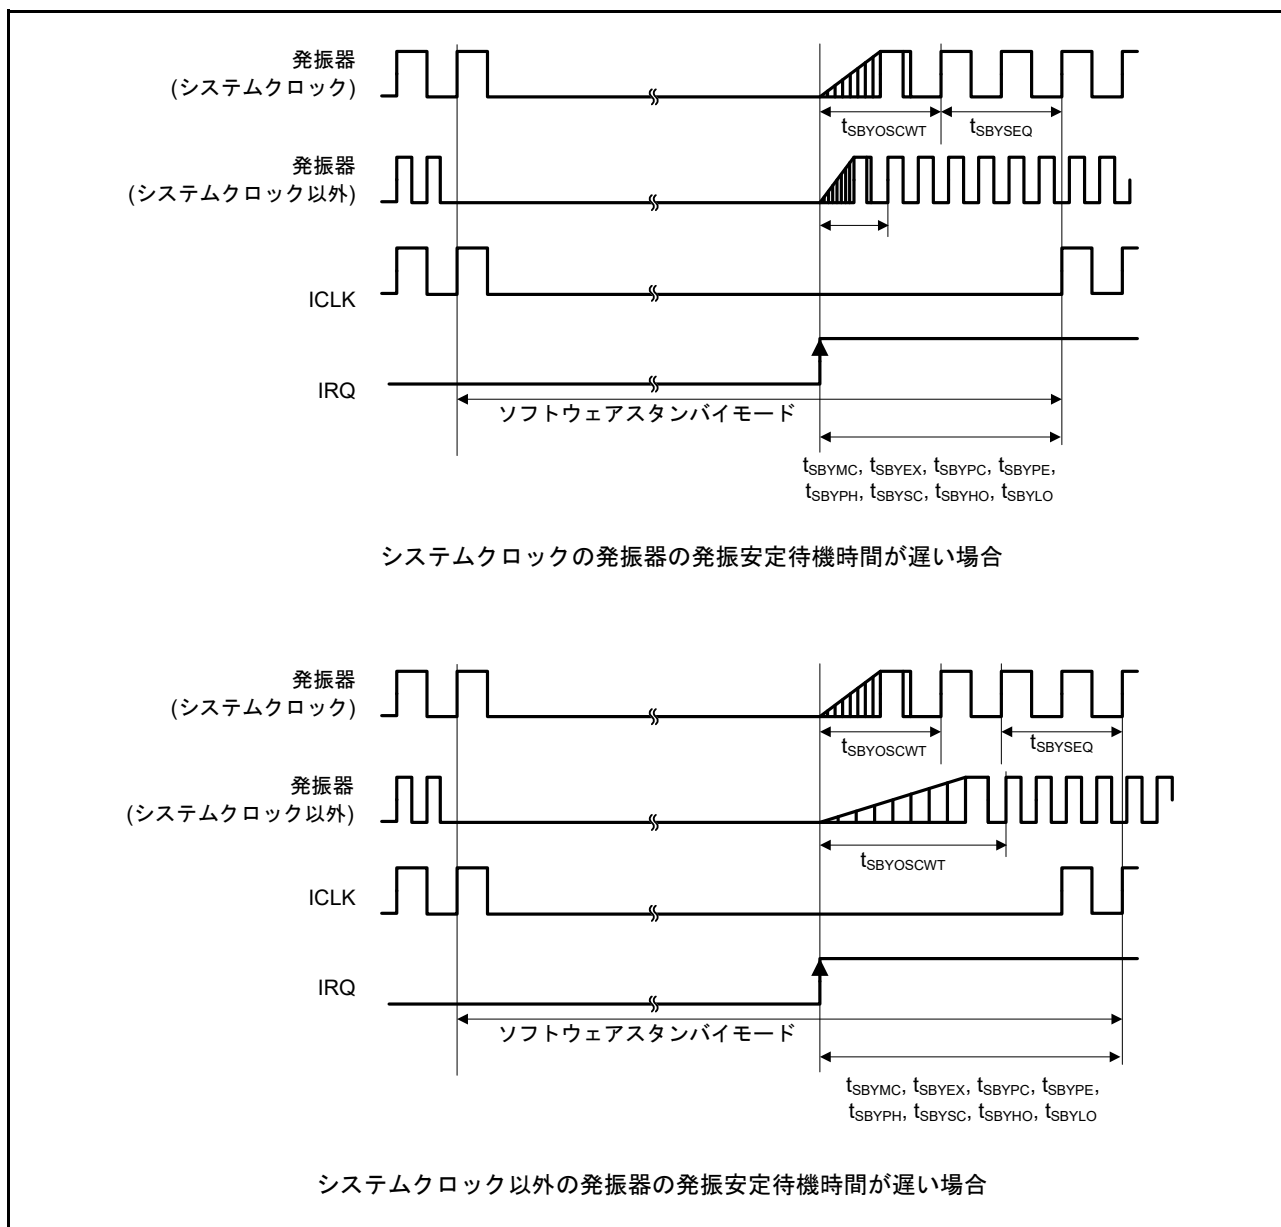 発振器
(システムクロック)
tSBYOSCWT
tSBYSEQ
発振器
(システムクロック以外)
ICLK
IRQ
ソフトウェアスタンバイモード
tSBYMC, tSBYEX, tSBYPC, tSBYPE,
tSBYPH, tSBYSC, tSBYHO, tSBYLO
システムクロックの発振器の発振安定待機時間が遅い場合
発振器
(システムクロック)
tSBYOSCWT
tSBYSEQ
発振器
(システムクロック以外)
tSBYOSCWT
ICLK
IRQ
ソフトウェアスタンバイモード
tSBYMC, tSBYEX, tSBYPC, tSBYPE,
tSBYPH, tSBYSC, tSBYHO, tSBYLO
システムクロック以外の発振器の発振安定待機時間が遅い場合